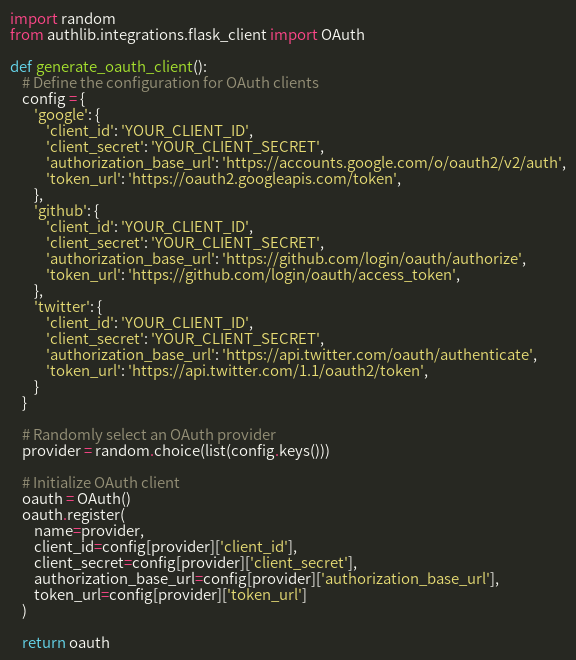 import random
from authlib.integrations.flask_client import OAuth

def generate_oauth_client():
    # Define the configuration for OAuth clients
    config = {
        'google': {
            'client_id': 'YOUR_CLIENT_ID',
            'client_secret': 'YOUR_CLIENT_SECRET',
            'authorization_base_url': 'https://accounts.google.com/o/oauth2/v2/auth',
            'token_url': 'https://oauth2.googleapis.com/token',
        },
        'github': {
            'client_id': 'YOUR_CLIENT_ID',
            'client_secret': 'YOUR_CLIENT_SECRET',
            'authorization_base_url': 'https://github.com/login/oauth/authorize',
            'token_url': 'https://github.com/login/oauth/access_token',
        },
        'twitter': {
            'client_id': 'YOUR_CLIENT_ID',
            'client_secret': 'YOUR_CLIENT_SECRET',
            'authorization_base_url': 'https://api.twitter.com/oauth/authenticate',
            'token_url': 'https://api.twitter.com/1.1/oauth2/token',
        }
    }

    # Randomly select an OAuth provider
    provider = random.choice(list(config.keys()))

    # Initialize OAuth client
    oauth = OAuth()
    oauth.register(
        name=provider,
        client_id=config[provider]['client_id'],
        client_secret=config[provider]['client_secret'],
        authorization_base_url=config[provider]['authorization_base_url'],
        token_url=config[provider]['token_url']
    )

    return oauth